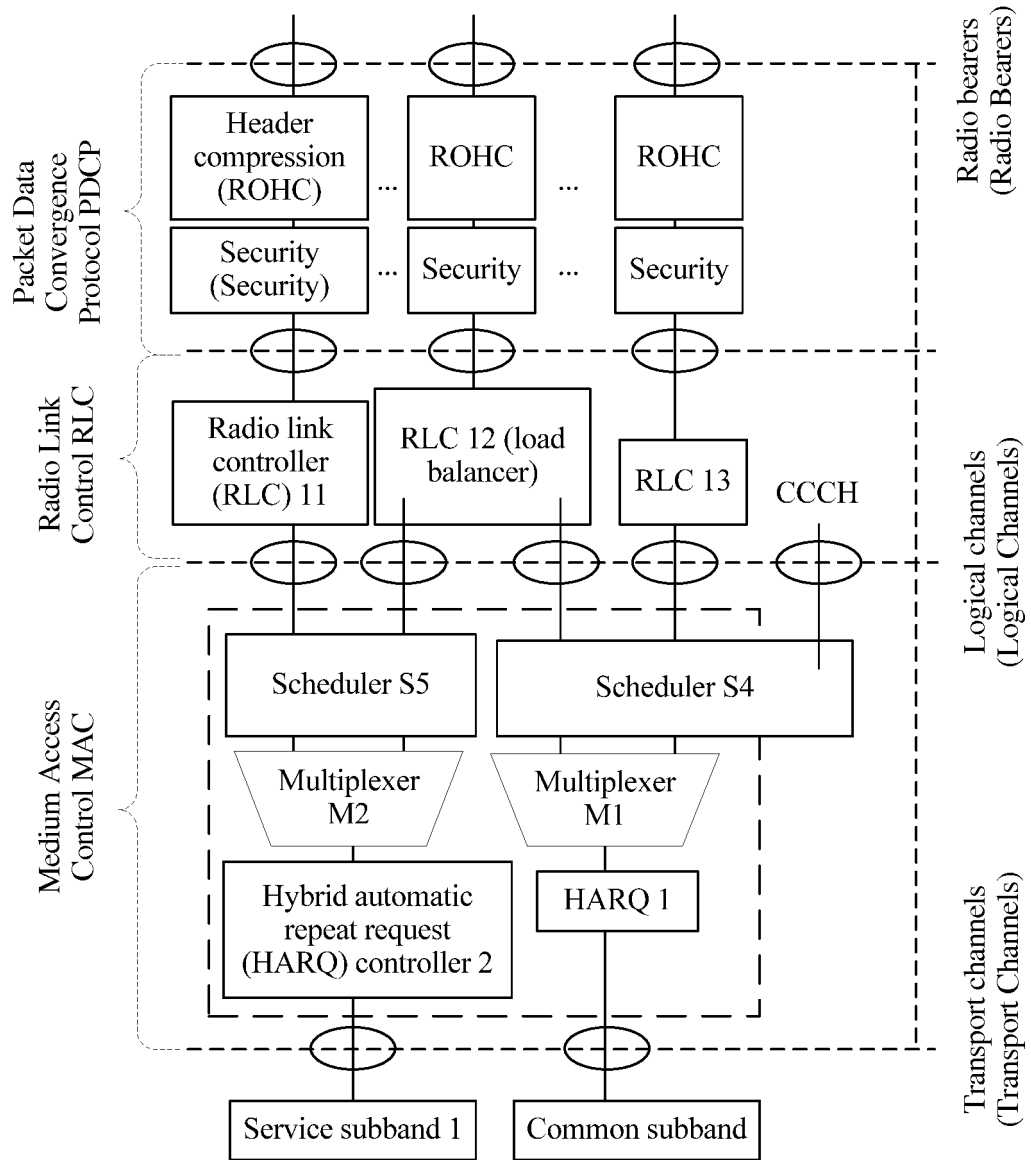 Radio bearers
(Radio Bearers)
Packet Data
Convergence
Protocol PDCP
Header
compression
(ROHC)
...
ROHC
...
ROHC
Security
(Security)
...
Security
...
Security
Radio Link
Control RLC
Radio link
controller
(RLC) 11
RLC 12 (load
balancer)
RLC 13
CCCH
Logical channels
(Logical Channels)
Medium Access
Control MAC
Scheduler S5
Scheduler S4
Multiplexer
M2
Multiplexer
M1
Hybrid automatic
repeat request
(HARQ) controller 2
HARQ 1
Transport channels
(Transport Channels)
Service subband 1
Common subband